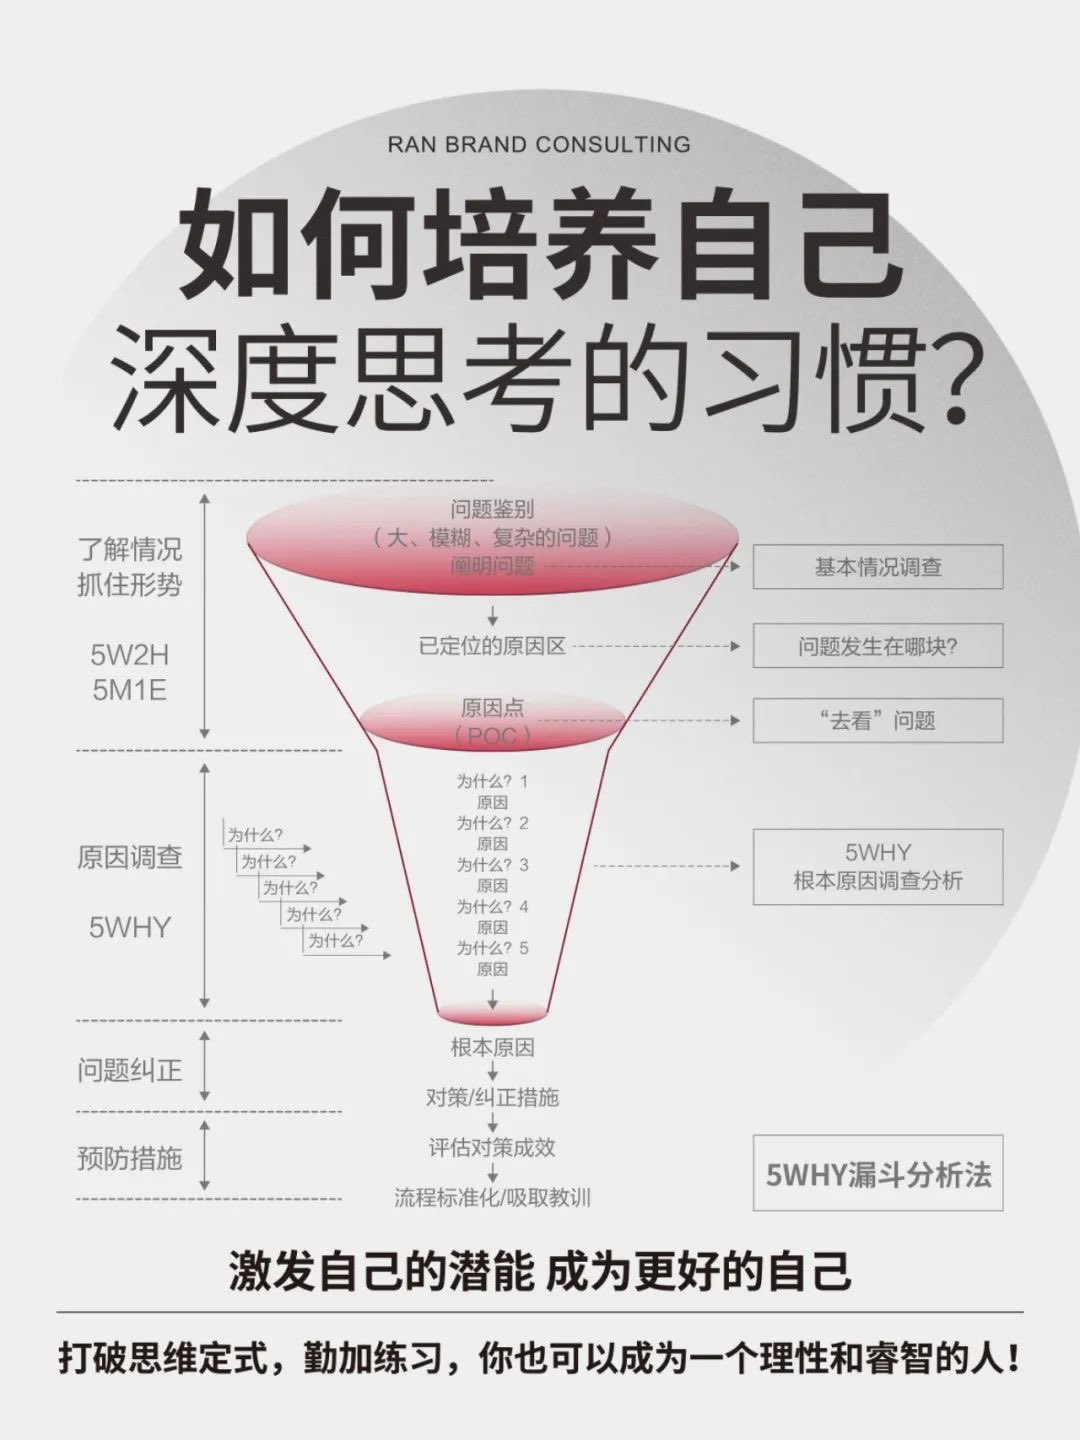 RAN BRAND CONSULTING
如何培养自己
深度思考的习惯?
了解情况
抓住形势
5W2H
5M1E
问题鉴别
（大、模糊、复杂的问题）
阐明问题
基本情况调查
已定位的原因区
问题发生在哪块?
原因点
（POC）
“去看”问题
原因调查
5WHY
为什么?
为什么?
为什么?
为什么?
为什么?
为什么? 1
原因
为什么? 2
原因
为什么? 3
原因
为什么? 4
原因
为什么? 5
原因
5WHY
根本原因调查分析
问题纠正
根本原因
对策/纠正措施
预防措施
评估对策成效
流程标准化/吸取教训
5WHY漏斗分析法
激发自己的潜能 成为更好的自己
打破思维定式，勤加练习，你也可以成为一个理性和睿智的人！